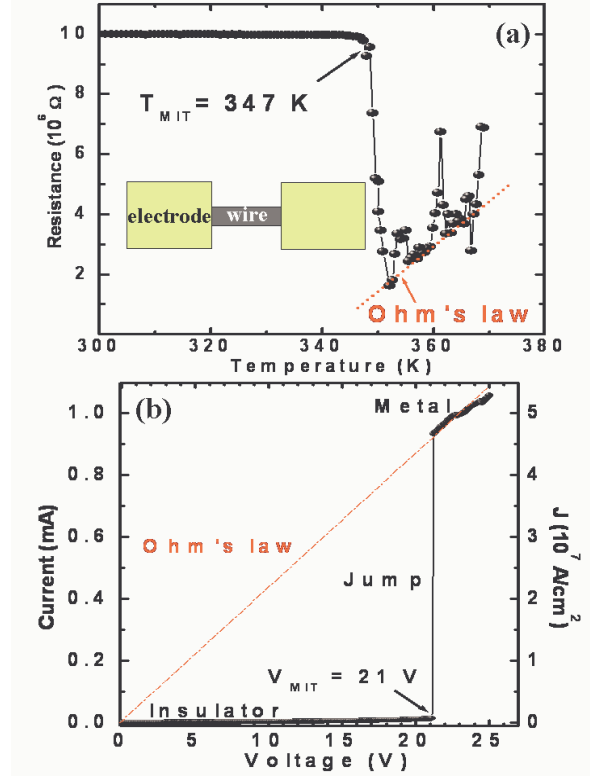 (a)
10
8
6
4
2
Resistance (10⁶ Ω)
T_MIT = 347 K
electrode wire
Ohm's law
300 320 340 360 380
Temperature (K)
(b)
Metal
1.0
0.8
0.6
0.4
0.2
0.0
Current (mA)
5
4
3
2
1
0
J (10⁷ A/cm²)
Ohm's law
Jump
V_MIT = 21 V
Insulator
0 5 10 15 20 25
Voltage (V)